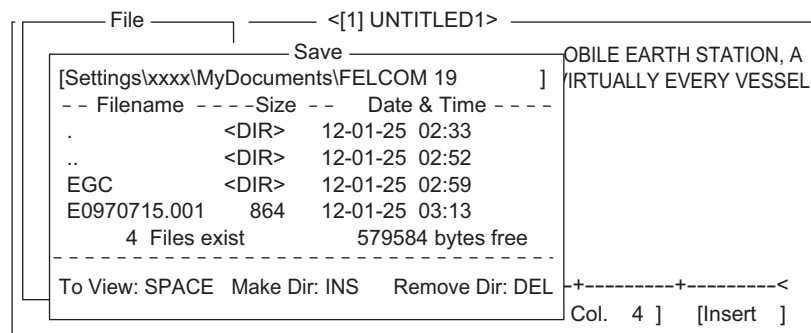 File
<[1] UNTITLED1>
Save
OBILE EARTH STATION, A
[Settings\xxxx\MyDocuments\FELCOM 19 ]
VIRTUALLY EVERY VESSEL
- - Filename - - - -Size - - Date & Time - - - -
. <DIR> 12-01-25 02:33
.. <DIR> 12-01-25 02:52
EGC <DIR> 12-01-25 02:59
E0970715.001 864 12-01-25 03:13
4 Files exist 579584 bytes free
To View: SPACE Make Dir: INS Remove Dir: DEL
-+---------+---------<
Col. 4 ] [Insert ]